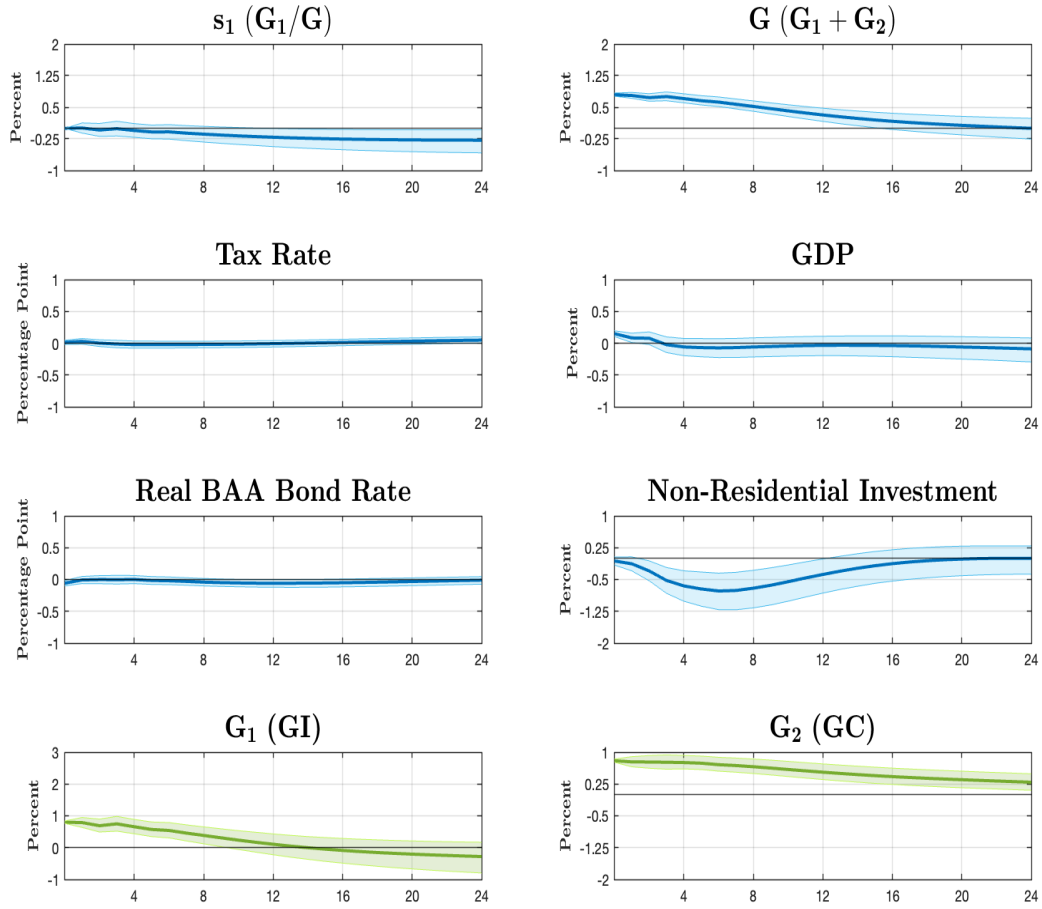 s₁ (G₁/G)
Percent
2
1.25
0.5
-0.25
-1
4 8 12 16 20 24
G (G₁ + G₂)
Percent
2
1.25
0.5
-0.25
-1
4 8 12 16 20 24
Tax Rate
Percentage Point
1
0.5
0
-0.5
-1
4 8 12 16 20 24
GDP
Percent
1
0.5
0
-0.5
-1
4 8 12 16 20 24
Real BAA Bond Rate
Percentage Point
1
0.5
0
-0.5
-1
4 8 12 16 20 24
Non-Residential Investment
Percent
1
0.25
-0.5
-1.25
-2
4 8 12 16 20 24
G₁ (GI)
Percent
3
2
1
0
-1
4 8 12 16 20 24
G₂ (GC)
Percent
1
0.25
-0.5
-1.25
-2
4 8 12 16 20 24